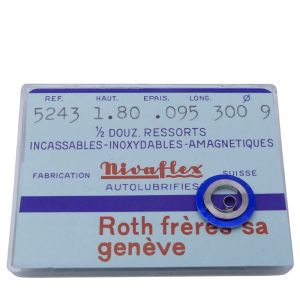 REF. HAUT. EPAIS. LONG. Ø
5243 1.80 .095 300 9
½ DOUZ. RESSORTS
INCASSABLES-INOXYDABLES-AMAGNETIQUES
FABRICATION Nivaflex SUISSE
AUTOLUBRIFIES
Roth frères sa
genève